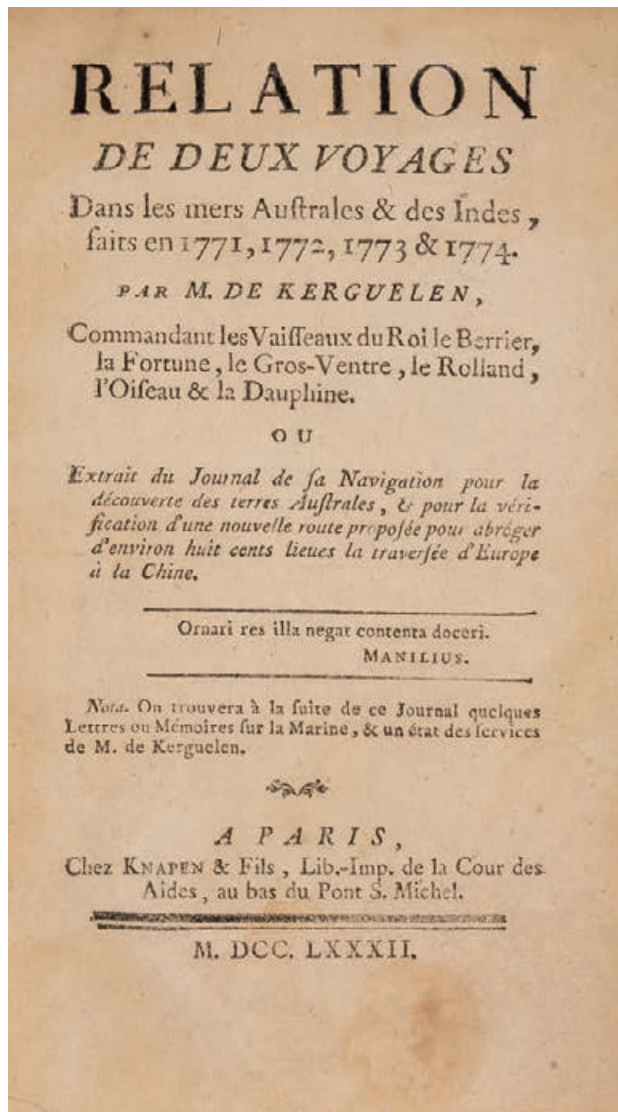 RELATION
DE DEUX VOYAGES
Dans les mers Auſtrales & des Indes,
faits en 1771, 1772, 1773 & 1774.
PAR M. DE KERGUELEN,
Commandant les Vaiſſeaux du Roi le Berrier,
la Fortune, le Gros-Ventre, le Rolland,
l'Oiſeau & la Dauphine.
OU
Extrait du Journal de ſa Navigation pour la
découverte des terres Auſtrales, & pour la véri-
fication d'une nouvelle route propoſée pour abréger
d'environ huit cents lieues la traverſée d'Europe
à la Chine.
Ornari res illa negat contenta doceri.
MANILIUS.
Nota. On trouvera à la ſuite de ce Journal quelques
Lettres ou Mémoires ſur la Marine, & un état des ſervices
de M. de Kerguelen.
A PARIS,
Chez KNAPEN & Fils, Lib.-Imp. de la Cour des
Aides, au bas du Pont S. Michel.
M. DCC. LXXXII.